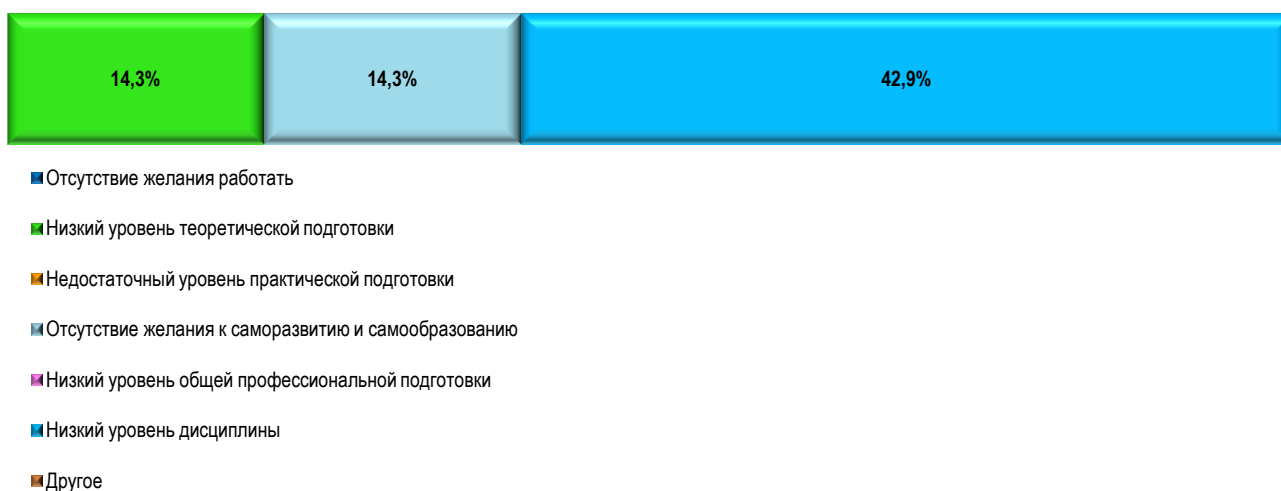 14,3% 14,3% 42,9%
Отсутствие желания работать
Низкий уровень теоретической подготовки
Недостаточный уровень практической подготовки
Отсутствие желания к саморазвитию и самообразованию
Низкий уровень общей профессиональной подготовки
Низкий уровень дисциплины
Другое